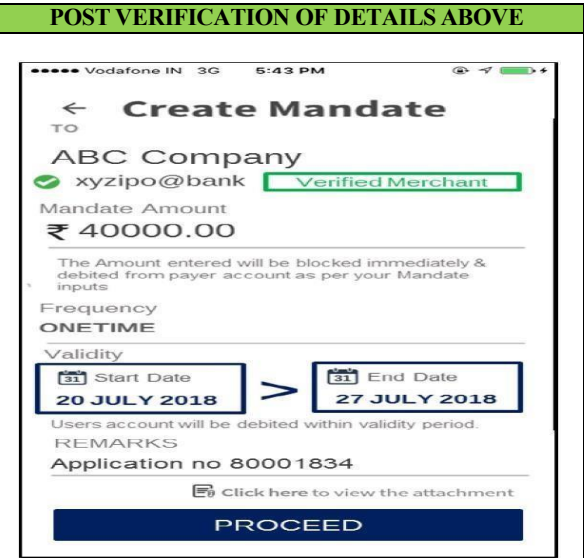 POST VERIFICATION OF DETAILS ABOVE
Vodafone IN 3G 5:43 PM
← Create Mandate
TO
ABC Company
xyzipo@bank Verified Merchant
Mandate Amount
₹ 40000.00
The Amount entered will be blocked immediately &
debited from payer account as per your Mandate
inputs
Frequency
ONETIME
Validity
31 Start Date > 31 End Date
20 JULY 2018 27 JULY 2018
Users account will be debited within validity period.
REMARKS
Application no 80001834
Click here to view the attachment
PROCEED